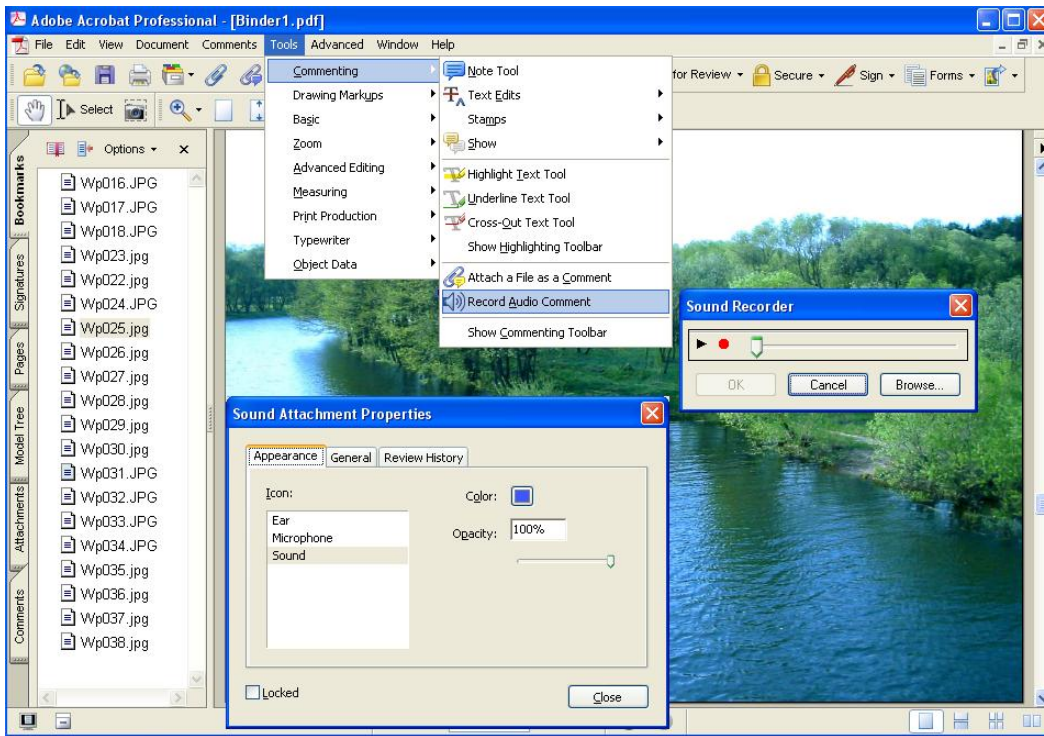 Adobe Acrobat Professional - [Binder1.pdf]
File Edit View Document Comments Tools Advanced Window Help
for Review Secure Sign Forms
Select
Commenting
Drawing Markups
Basic
Zoom
Advanced Editing
Measuring
Print Production
Typewriter
Object Data
Note Tool
Text Edits
Stamps
Show
Highlight Text Tool
Underline Text Tool
Cross-Out Text Tool
Show Highlighting Toolbar
Attach a File as a Comment
Record Audio Comment
Show Commenting Toolbar
Bookmarks
Signatures
Pages
Model Tree
Attachments
Comments
Options
Wp016.JPG
Wp017.JPG
Wp018.JPG
Wp023.jpg
Wp022.jpg
Wp024.JPG
Wp025.jpg
Wp026.jpg
Wp027.jpg
Wp028.jpg
Wp029.jpg
Wp030.jpg
Wp031.JPG
Wp032.JPG
Wp033.JPG
Wp034.JPG
Wp035.jpg
Wp036.jpg
Wp037.jpg
Wp038.jpg
Sound Recorder
OK Cancel Browse...
Sound Attachment Properties
Appearance General Review History
Icon:
Ear
Microphone
Sound
Color:
Opacity: 100%
Locked
Close